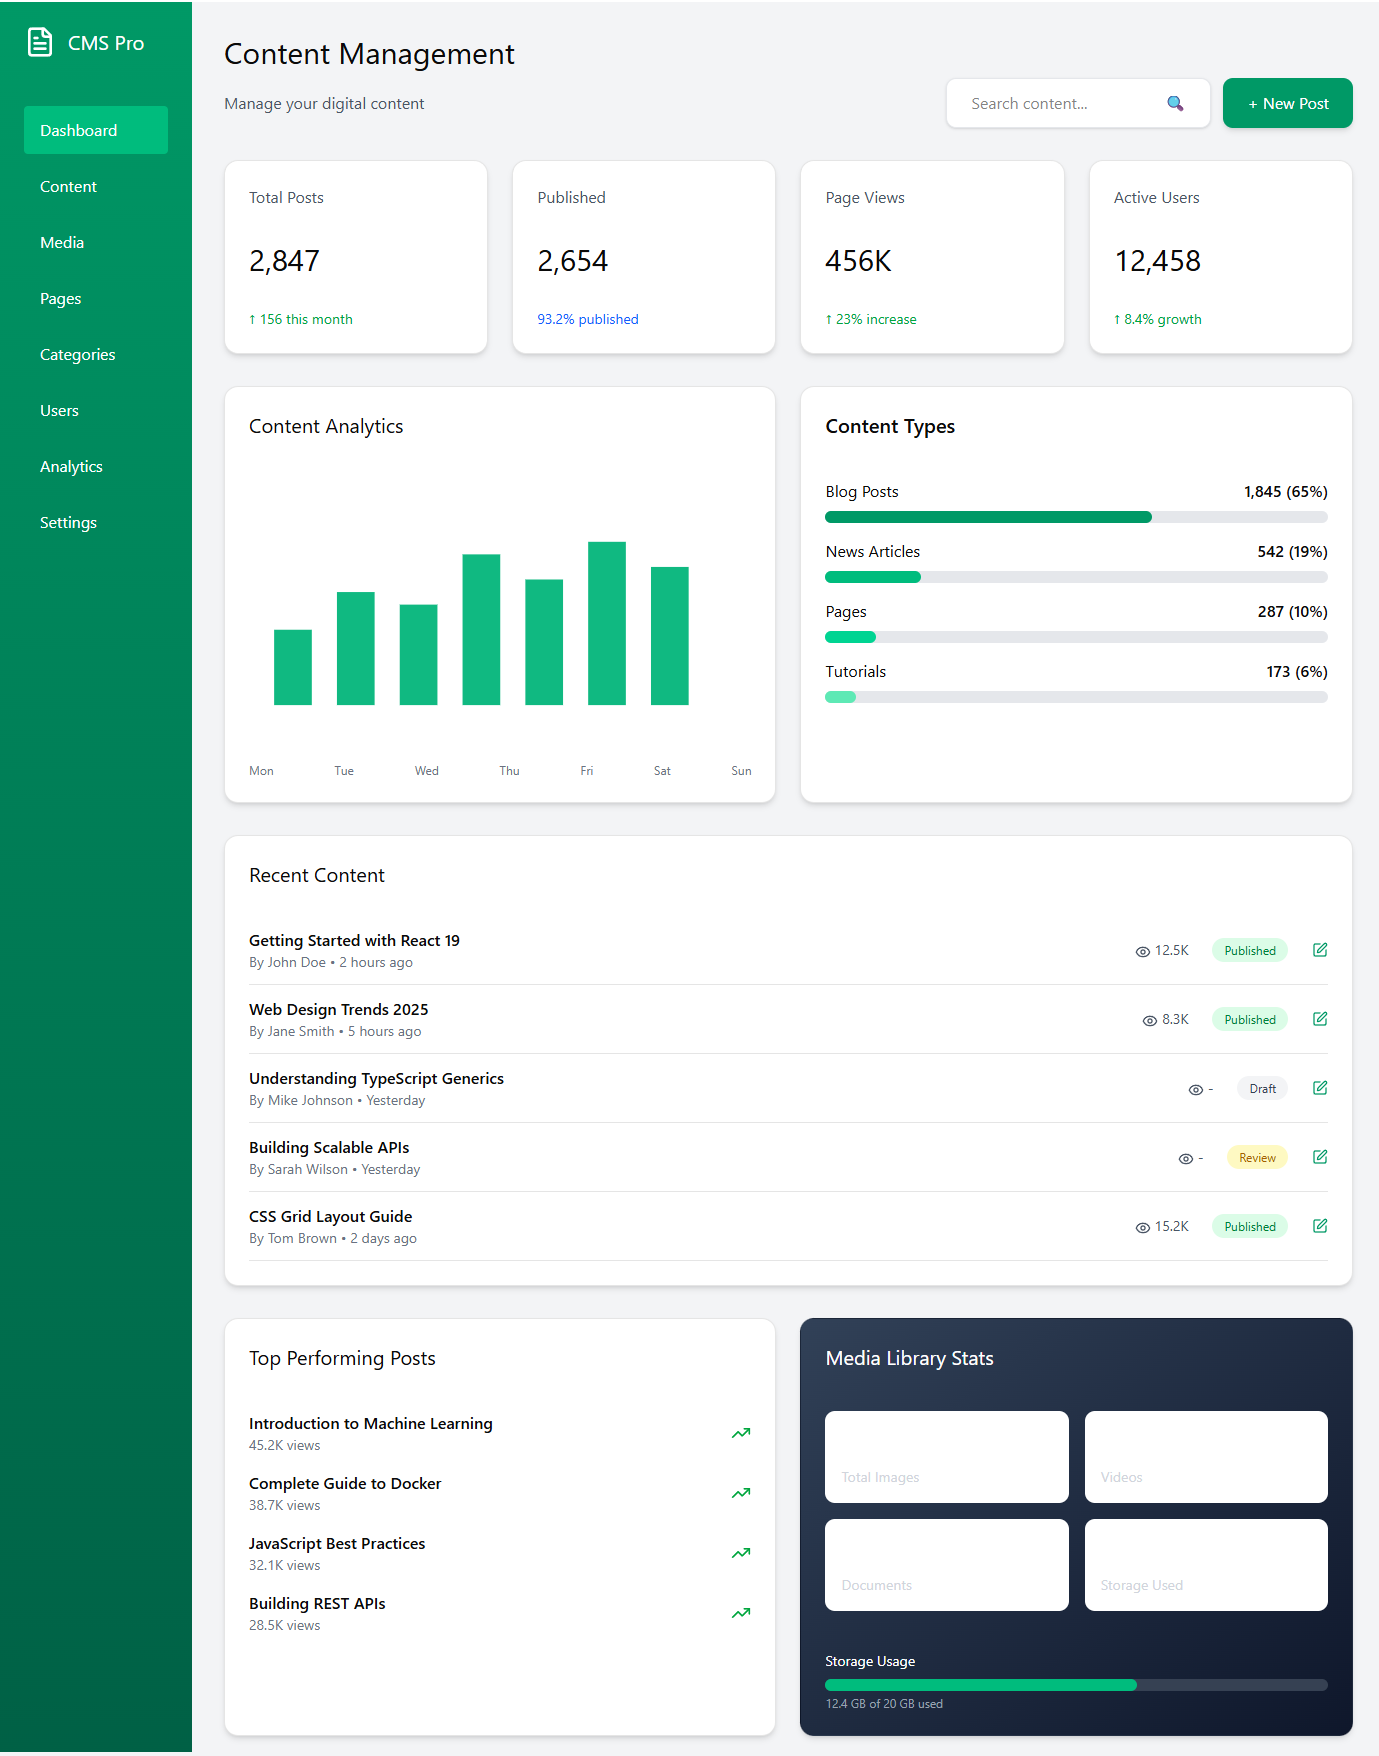 CMS Pro
Dashboard
Content
Media
Pages
Categories
Users
Analytics
Settings
Content Management
Manage your digital content
Search content...
+ New Post
Total Posts
2,847
↑ 156 this month
Published
2,654
93.2% published
Page Views
456K
↑ 23% increase
Active Users
12,458
↑ 8.4% growth
Content Analytics
Mon Tue Wed Thu Fri Sat Sun
Content Types
Blog Posts 1,845 (65%)
News Articles 542 (19%)
Pages 287 (10%)
Tutorials 173 (6%)
Recent Content
Getting Started with React 19
By John Doe • 2 hours ago
12.5K Published
Web Design Trends 2025
By Jane Smith • 5 hours ago
8.3K Published
Understanding TypeScript Generics
By Mike Johnson • Yesterday
- Draft
Building Scalable APIs
By Sarah Wilson • Yesterday
- Review
CSS Grid Layout Guide
By Tom Brown • 2 days ago
15.2K Published
Top Performing Posts
Introduction to Machine Learning
45.2K views
Complete Guide to Docker
38.7K views
JavaScript Best Practices
32.1K views
Building REST APIs
28.5K views
Media Library Stats
Total Images
Videos
Documents
Storage Used
Storage Usage
12.4 GB of 20 GB used